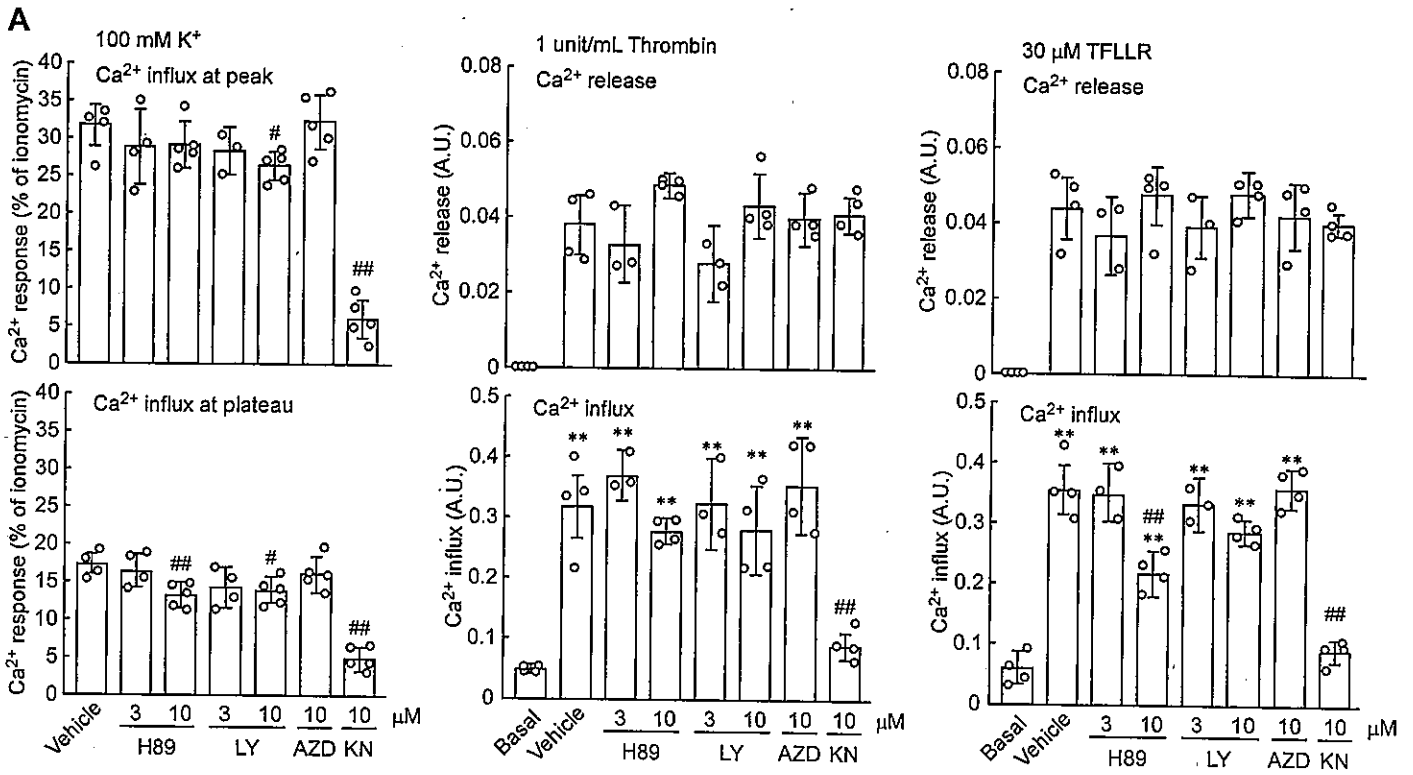 A
100 mM K⁺
Ca²⁺ influx at peak
Ca²⁺ response (% of ionomycin)
40
35
30
25
20
15
10
5
0
#
##
1 unit/mL Thrombin
Ca²⁺ release
Ca²⁺ release (A.U.)
0.08
0.06
0.04
0.02
0
30 μM TFLLR
Ca²⁺ release
Ca²⁺ release (A.U.)
0.08
0.06
0.04
0.02
0
Ca²⁺ influx at plateau
Ca²⁺ response (% of ionomycin)
40
35
30
25
20
15
10
5
0
##
#
##
Vehicle
3 10 3 10 10 10 μM
H89 LY AZD KN
Ca²⁺ influx
Ca²⁺ influx (A.U.)
0.5
0.4
0.3
0.2
0.1
0
** ** ** ** ** ** ##
Basal
Vehicle
3 10 3 10 10 10 μM
H89 LY AZD KN
Ca²⁺ influx
Ca²⁺ influx (A.U.)
0.5
0.4
0.3
0.2
0.1
0
** ** ## ** ** ** ** ##
Basal
Vehicle
3 10 3 10 10 10 μM
H89 LY AZD KN